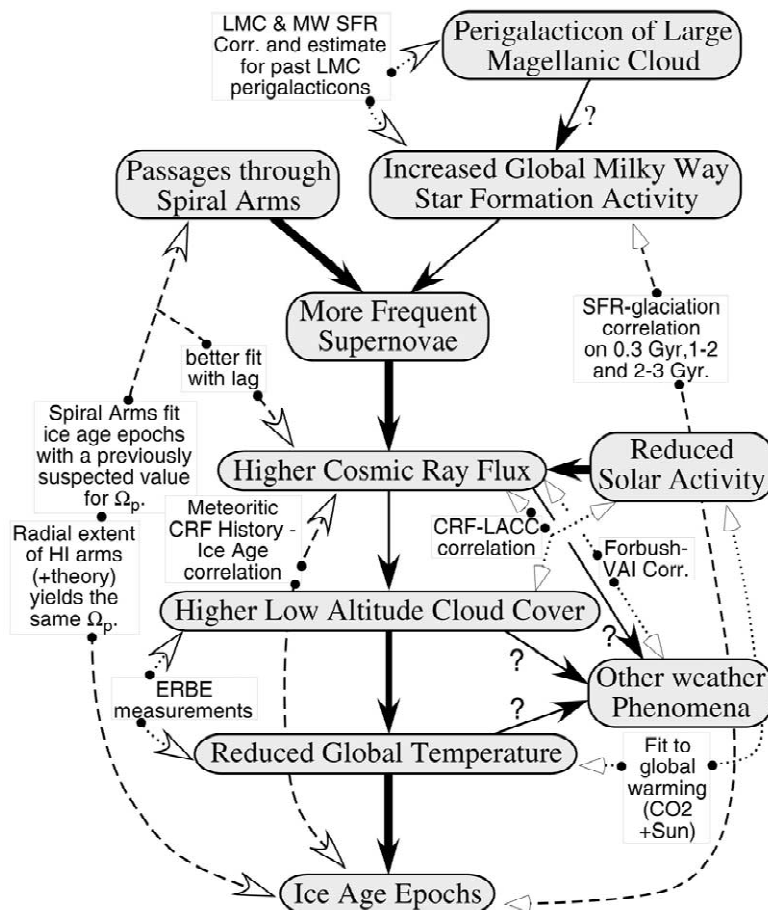 LMC & MW SFR
Corr. and estimate
for past LMC
perigalacticons
Perigalacticon of Large
Magellanic Cloud
?
Passages through
Spiral Arms
Increased Global Milky Way
Star Formation Activity
More Frequent
Supernovae
SFR-glaciation
correlation
on 0.3 Gyr,1-2
and 2-3 Gyr.
better fit
with lag
Spiral Arms fit
ice age epochs
with a previously
suspected value
for Ωp.
Higher Cosmic Ray Flux
Reduced
Solar Activity
Radial extent
of HI arms
(+theory)
yields the
same Ωp.
Meteoritic
CRF History -
Ice Age
correlation
CRF-LACC
correlation
Forbush-
VAI Corr.
Higher Low Altitude Cloud Cover
?
?
?
Other weather
Phenomena
ERBE
measurements
Reduced Global Temperature
Fit to
global
warming
(CO2
+Sun)
Ice Age Epochs